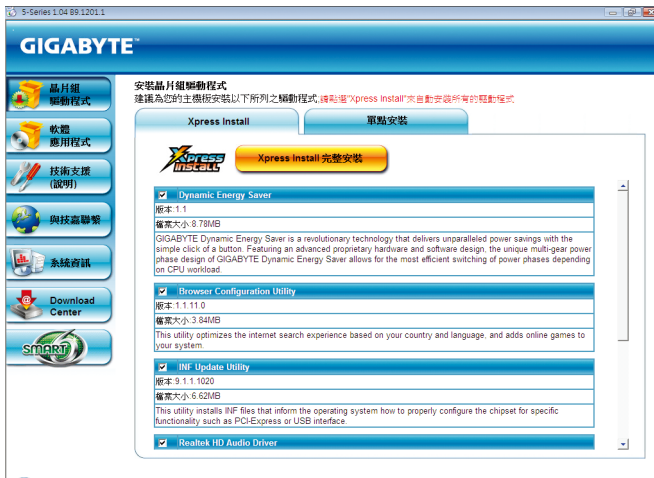 5-Series 1.04 B9.1201.1
GIGABYTE™
晶片組
驅動程式
軟體
應用程式
技術支援
(說明)
與技嘉聯繫
系統資訊
Download
Center
SMART
安裝晶片組驅動程式
建議為您的主機板安裝以下所列之驅動程式;請點選"Xpress Install"來自動安裝所有的驅動程式
Xpress Install
單點安裝
Xpress
INSTALL
Xpress Install 完整安裝
Dynamic Energy Saver
版本:1.1
檔案大小:8.78MB
GIGABYTE Dynamic Energy Saver is a revolutionary technology that delivers unparalleled power savings with the
simple click of a button. Featuring an advanced proprietary hardware and software design, the unique multi-gear power
phase design of GIGABYTE Dynamic Energy Saver allows for the most efficient switching of power phases depending
on CPU workload.
Browser Configuration Utility
版本:1.1.11.0
檔案大小:3.84MB
This utility optimizes the internet search experience based on your country and language, and adds online games to
your system.
INF Update Utility
版本:9.1.1.1020
檔案大小:6.62MB
This utility installs INF files that inform the operating system how to properly configure the chipset for specific
functionality such as PCI-Express or USB interface.
Realtek HD Audio Driver